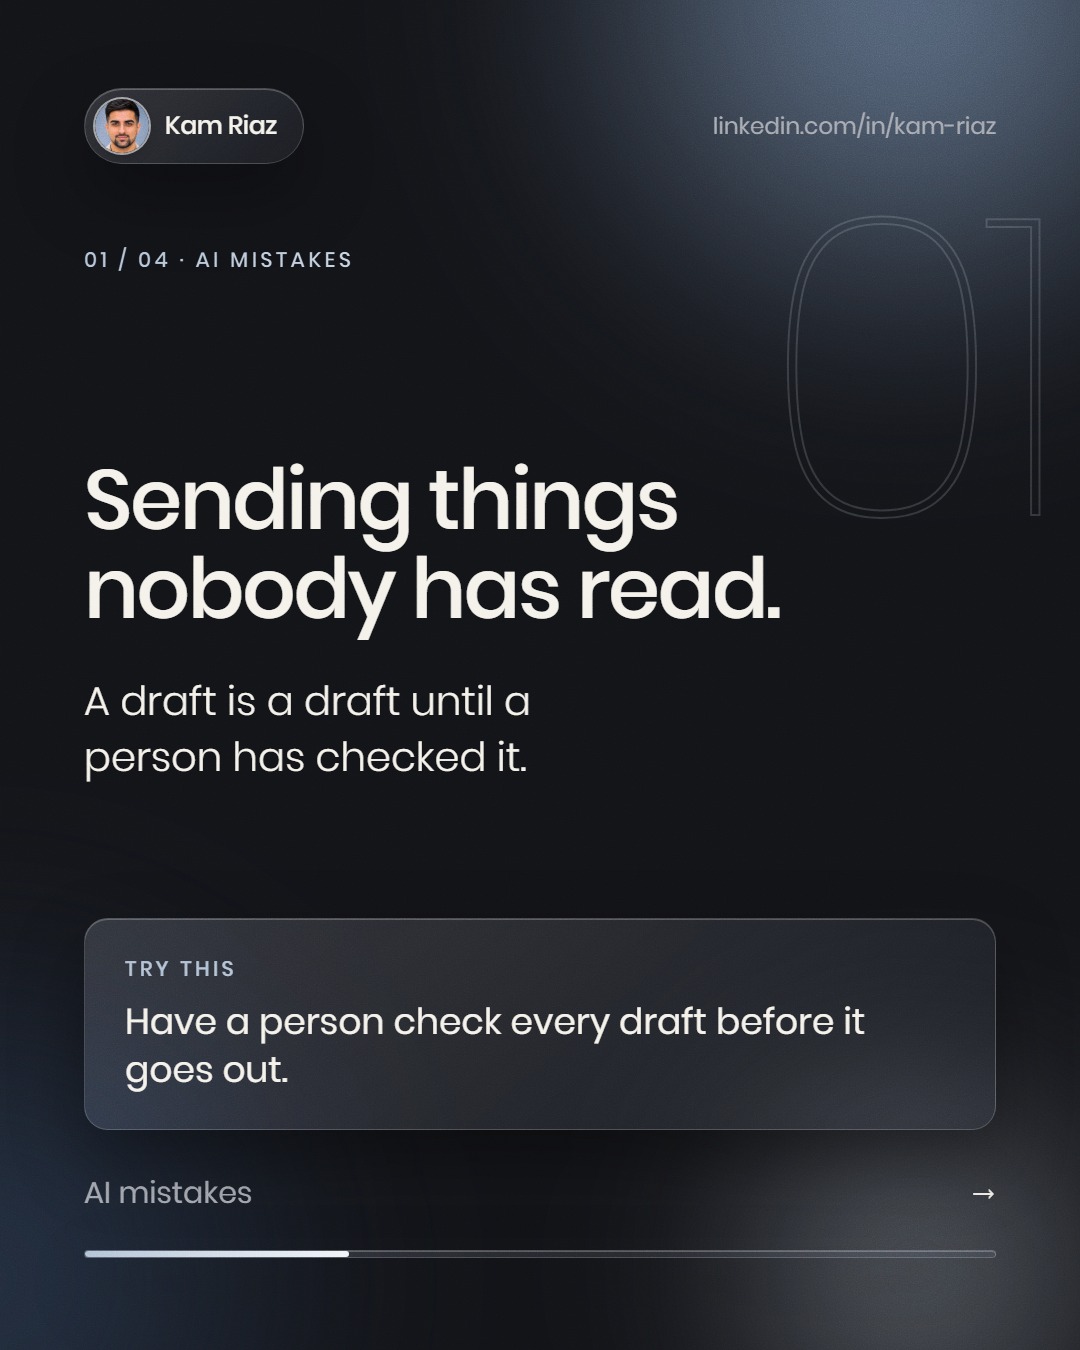 Kam Riaz
linkedin.com/in/kam-riaz
01 / 04 · AI MISTAKES
01
Sending things
nobody has read.
A draft is a draft until a
person has checked it.
TRY THIS
Have a person check every draft before it
goes out.
AI mistakes
→